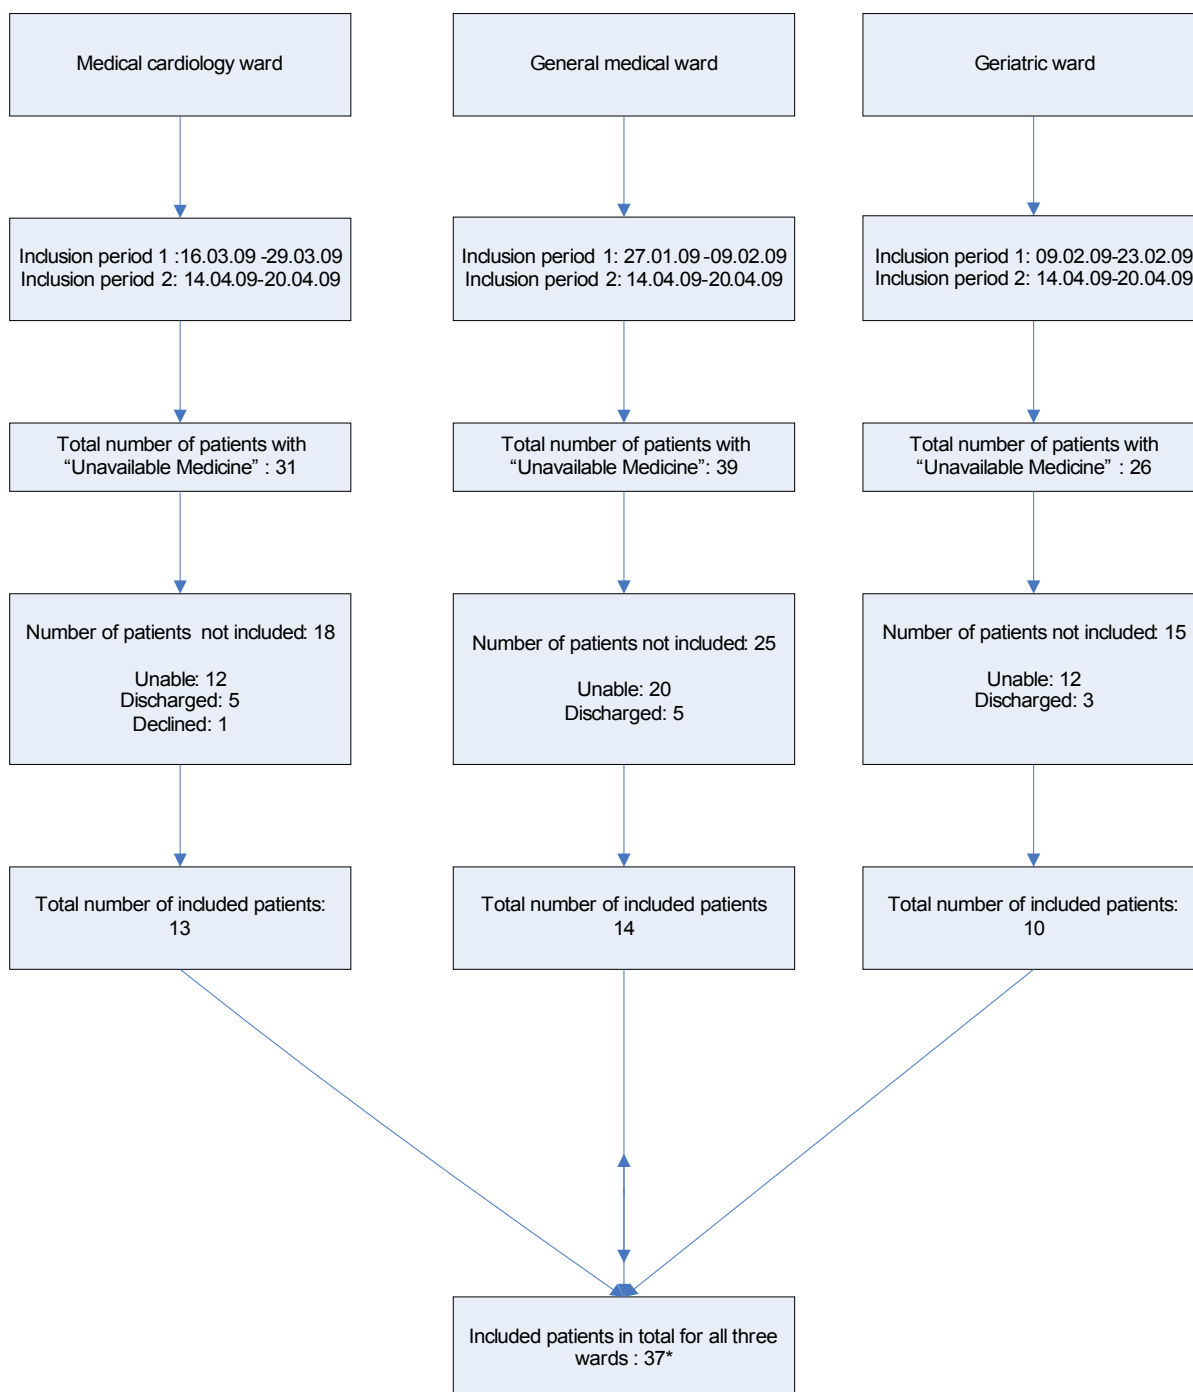 Medical cardiology ward
General medical ward
Geriatric ward
Inclusion period 1 :16.03.09 -29.03.09
Inclusion period 2: 14.04.09-20.04.09
Inclusion period 1: 27.01.09 -09.02.09
Inclusion period 2: 14.04.09-20.04.09
Inclusion period 1: 09.02.09-23.02.09
Inclusion period 2: 14.04.09-20.04.09
Total number of patients with
“Unavailable Medicine” : 31
Total number of patients with
“Unavailable Medicine”: 39
Total number of patients with
“Unavailable Medicine” : 26
Number of patients not included: 18
Unable: 12
Discharged: 5
Declined: 1
Number of patients not included: 25
Unable: 20
Discharged: 5
Number of patients not included: 15
Unable: 12
Discharged: 3
Total number of included patients:
13
Total number of included patients
14
Total number of included patients:
10
Included patients in total for all three
wards : 37*